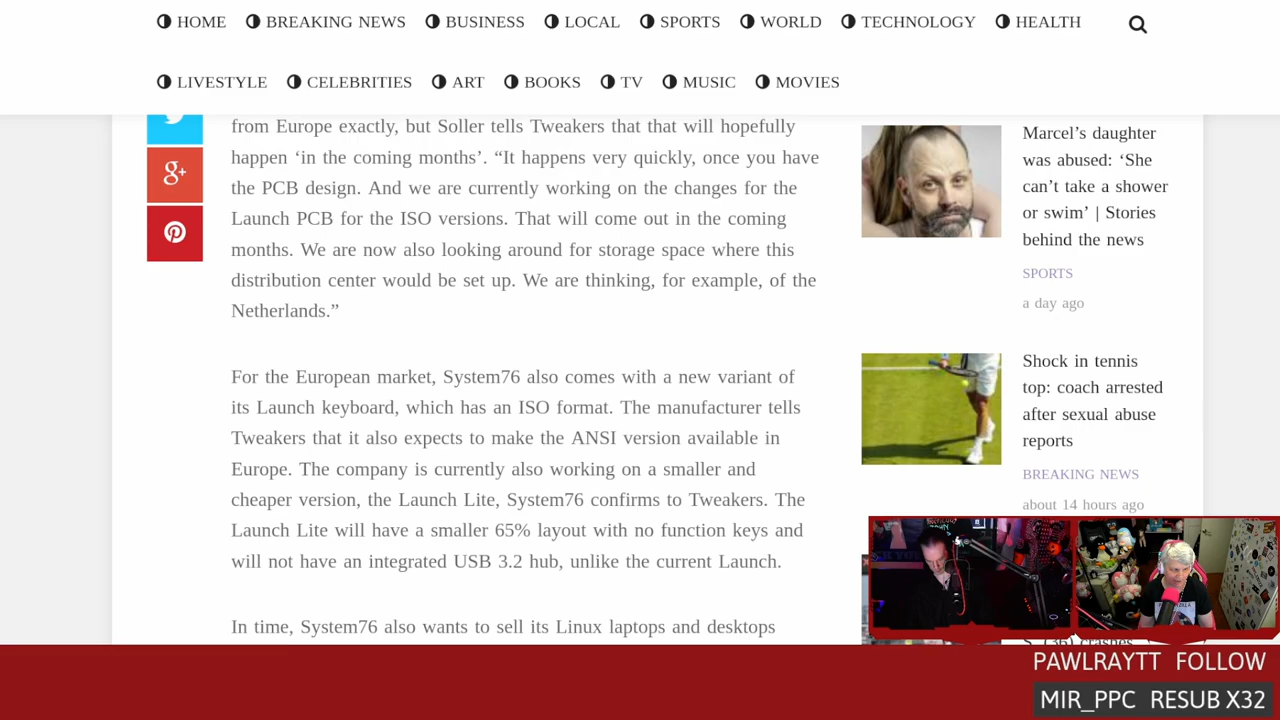 HOME BREAKING NEWS BUSINESS LOCAL SPORTS WORLD TECHNOLOGY HEALTH
LIVESTYLE CELEBRITIES ART BOOKS TV MUSIC MOVIES
from Europe exactly, but Soller tells Tweakers that that will hopefully
happen ‘in the coming months’. “It happens very quickly, once you have
the PCB design. And we are currently working on the changes for the
Launch PCB for the ISO versions. That will come out in the coming
months. We are now also looking around for storage space where this
distribution center would be set up. We are thinking, for example, of the
Netherlands.”
For the European market, System76 also comes with a new variant of
its Launch keyboard, which has an ISO format. The manufacturer tells
Tweakers that it also expects to make the ANSI version available in
Europe. The company is currently also working on a smaller and
cheaper version, the Launch Lite, System76 confirms to Tweakers. The
Launch Lite will have a smaller 65% layout with no function keys and
will not have an integrated USB 3.2 hub, unlike the current Launch.
In time, System76 also wants to sell its Linux laptops and desktops
Marcel’s daughter
was abused: ‘She
can’t take a shower
or swim’ | Stories
behind the news
SPORTS
a day ago
Shock in tennis
top: coach arrested
after sexual abuse
reports
BREAKING NEWS
about 14 hours ago
PAWLRAYTT FOLLOW
MIR_PPC RESUB X32